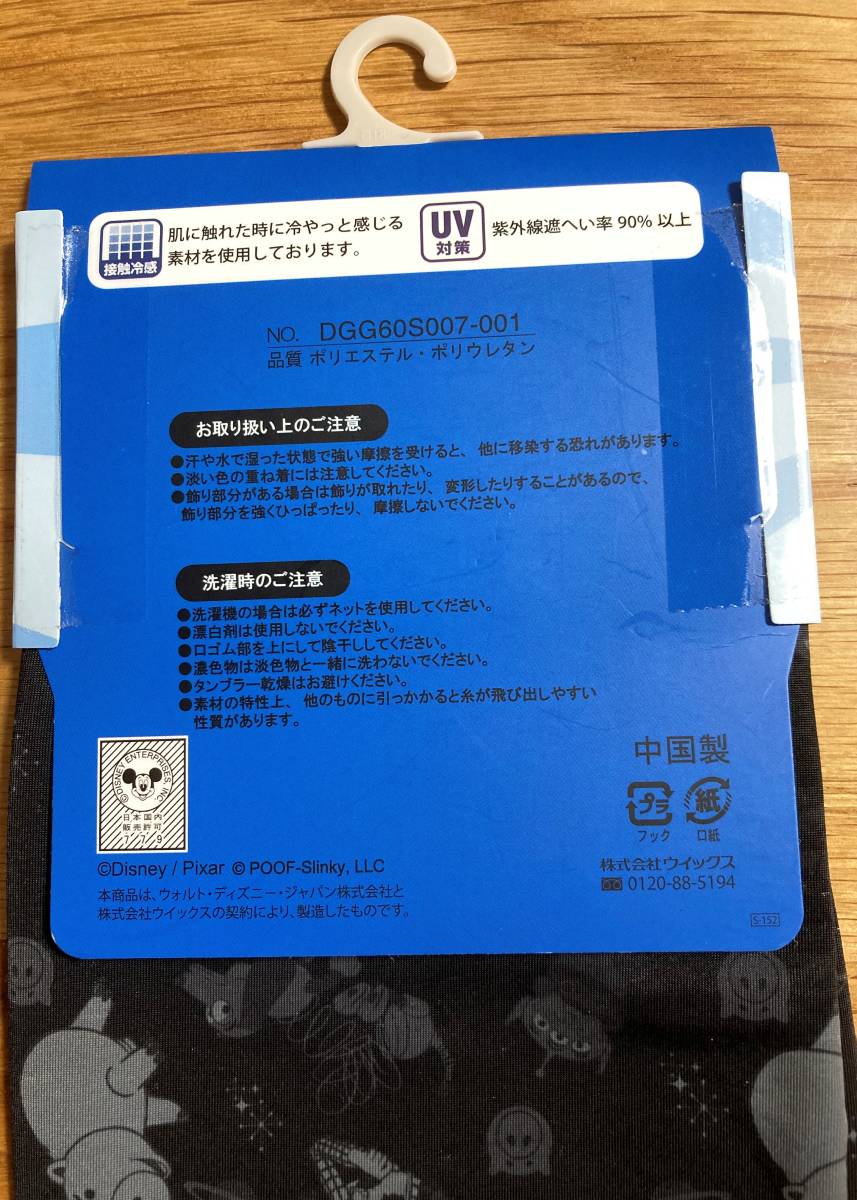 接触冷感
肌に触れた時に冷やっと感じる
素材を使用しております。
UV
対策
紫外線遮へい率 90% 以上
NO. DGG60S007-001
品質 ポリエステル・ポリウレタン
お取り扱い上のご注意
●汗や水で湿った状態で強い摩擦を受けると、他に移染する恐れがあります。
●淡い色の重ね着には注意してください。
●飾り部分がある場合は飾りが取れたり、変形したりすることがあるので、
飾り部分を強くひっぱったり、摩擦しないでください。
洗濯時のご注意
●洗濯機の場合は必ずネットを使用してください。
●漂白剤は使用しないでください。
●口ゴム部を上にして陰干ししてください。
●濃色物は淡色物と一緒に洗わないでください。
●タンブラー乾燥はお避けください。
●素材の特性上、他のものに引っかかると糸が飛び出しやすい
性質があります。
©DISNEY ENTERPRISES, INC.
日本国内
販売許可
779
中国製
プラ
紙
フック
口紙
©Disney / Pixar © POOF-Slinky, LLC
株式会社ウイックス
0120-88-5194
本商品は、ウォルト・ディズニー・ジャパン株式会社と
株式会社ウイックスの契約により、製造したものです。
S-152